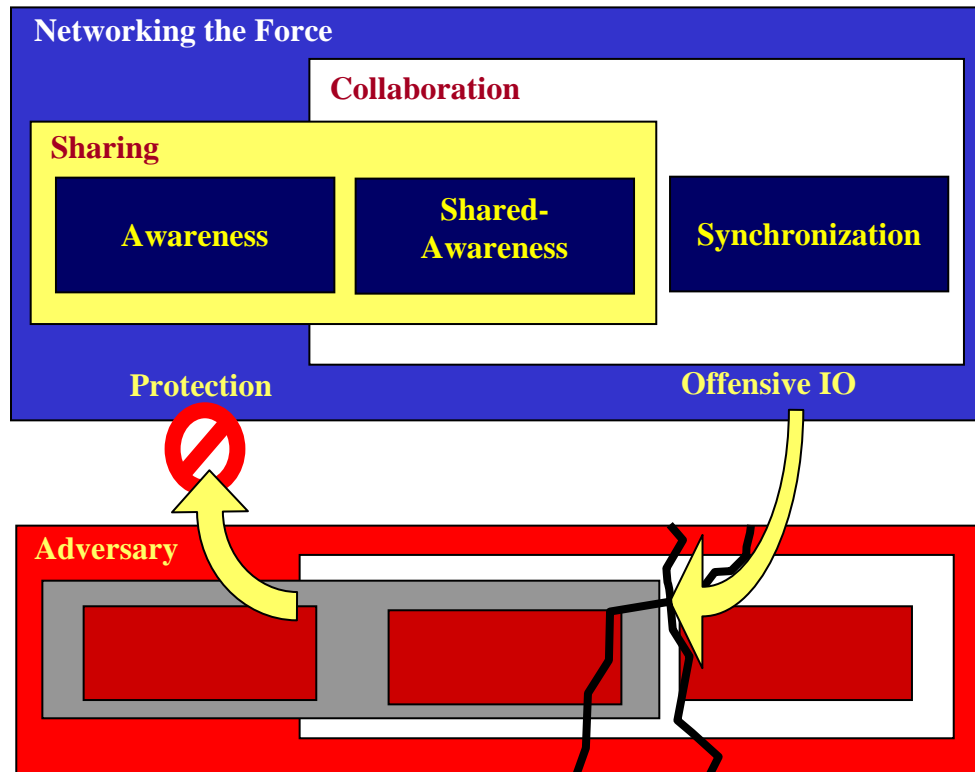 Networking the Force
Collaboration
Sharing
Awareness
Shared-
Awareness
Synchronization
Protection
Offensive IO
Adversary